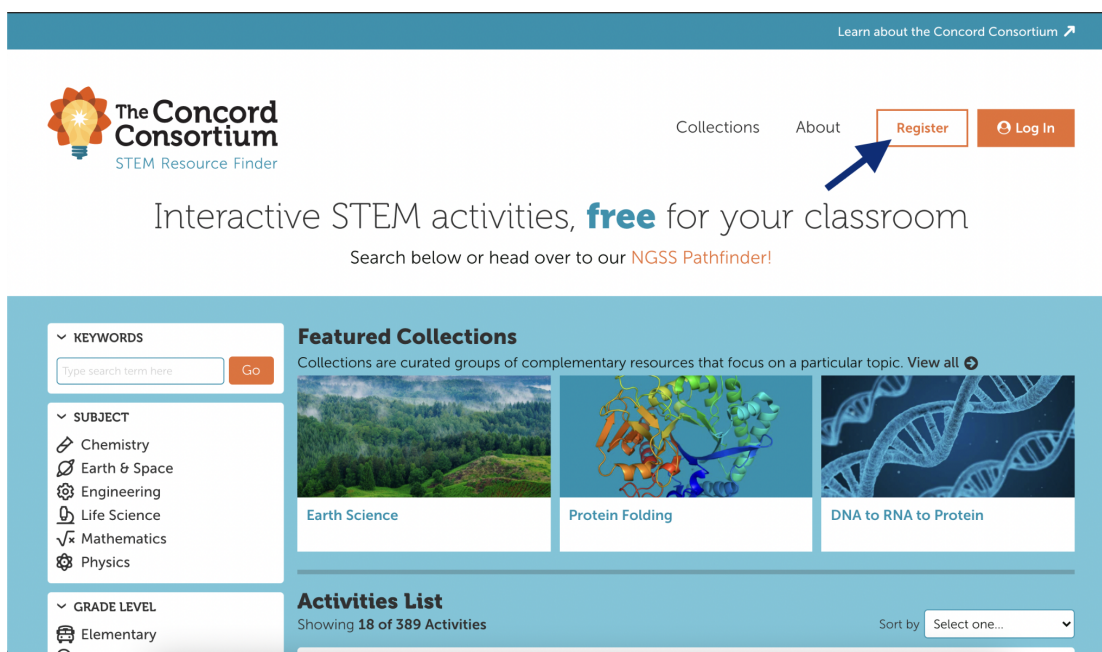 Learn about the Concord Consortium
The Concord
Consortium
STEM Resource Finder
Collections
About
Register
Log In
Interactive STEM activities, free for your classroom
Search below or head over to our NGSS Pathfinder!
KEYWORDS
Type search term here
Go
SUBJECT
Chemistry
Earth & Space
Engineering
Life Science
Mathematics
Physics
GRADE LEVEL
Elementary
Featured Collections
Collections are curated groups of complementary resources that focus on a particular topic. View all
Earth Science
Protein Folding
DNA to RNA to Protein
Activities List
Showing 18 of 389 Activities
Sort by
Select one...